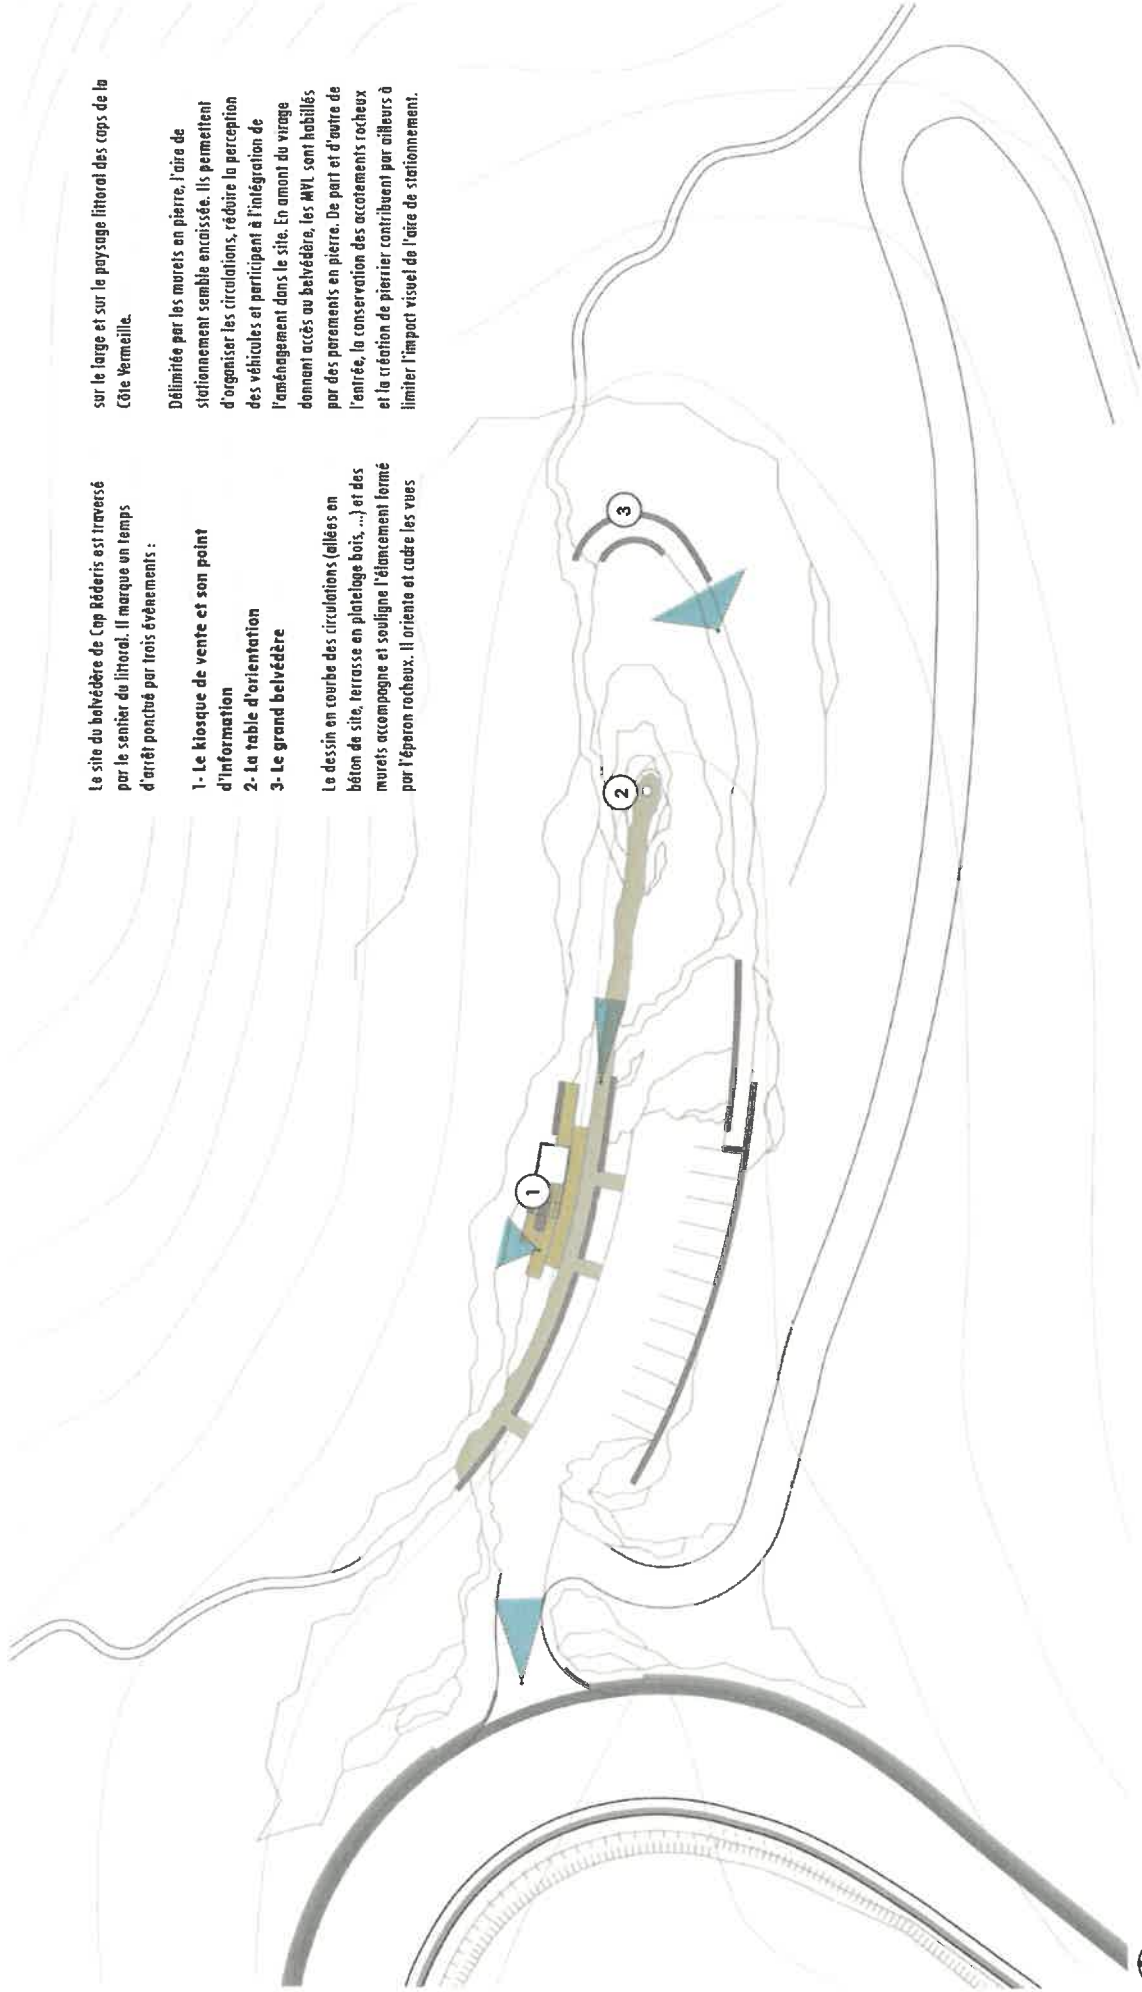 Le site du belvédère de Cap Réderis est traversé
par le sentier du littoral. Il marque un temps
d'arrêt ponctué par trois évènements :
1- Le kiosque de vente et son point
d'information
2- La table d'orientation
3- Le grand belvédère
Le dessin en courbe des circulations (allées en
béton de site, terrasse en platelage bois, ...) et des
murets accompagne et souligne l'élancement formé
par l'éperon rocheux. Il oriente et cadre les vues
sur le large et sur le paysage littoral des caps de la
Côte Vermeille.
Délimitée par les murets en pierre, l'aire de
stationnement semble encaissée. Ils permettent
d'organiser les circulations, réduire la perception
des véhicules et participent à l'intégration de
l'aménagement dans le site. En amont du virage
donnant accès au belvédère, les MVL sont habillés
par des parements en pierre. De part et d'autre de
l'entrée, la conservation des accotements rocheux
et la création de pierrier contribuent par ailleurs à
limiter l'impact visuel de l'aire de stationnement.
1
2
3